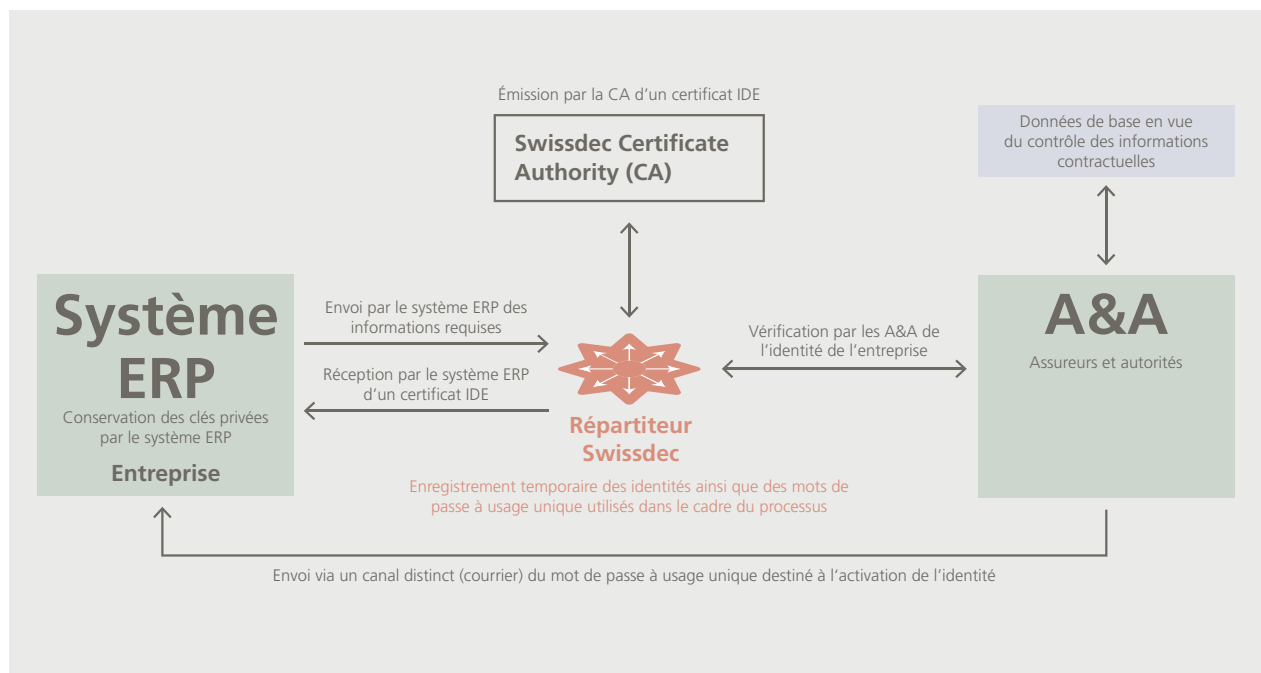 Émission par la CA d’un certificat IDE
Swissdec Certificate
Authority (CA)
Données de base en vue
du contrôle des informations
contractuelles
Système
ERP
Conservation des clés privées
par le système ERP
Entreprise
Envoi par le système ERP des
informations requises
Réception par le système ERP
d’un certificat IDE
Répartiteur
Swissdec
Enregistrement temporaire des identités ainsi que des mots de
passe à usage unique utilisés dans le cadre du processus
Vérification par les A&A de
l’identité de l’entreprise
A&A
Assureurs et autorités
Envoi via un canal distinct (courrier) du mot de passe à usage unique destiné à l’activation de l’identité